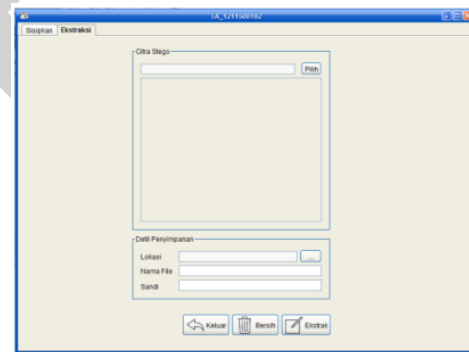 TA_1211500102
Sisipkan Ekstraksi
Citra Stego
Pilih
Detil Penyimpanan
Lokasi ...
Nama File
Sandi
Keluar Bersih Ekstrak